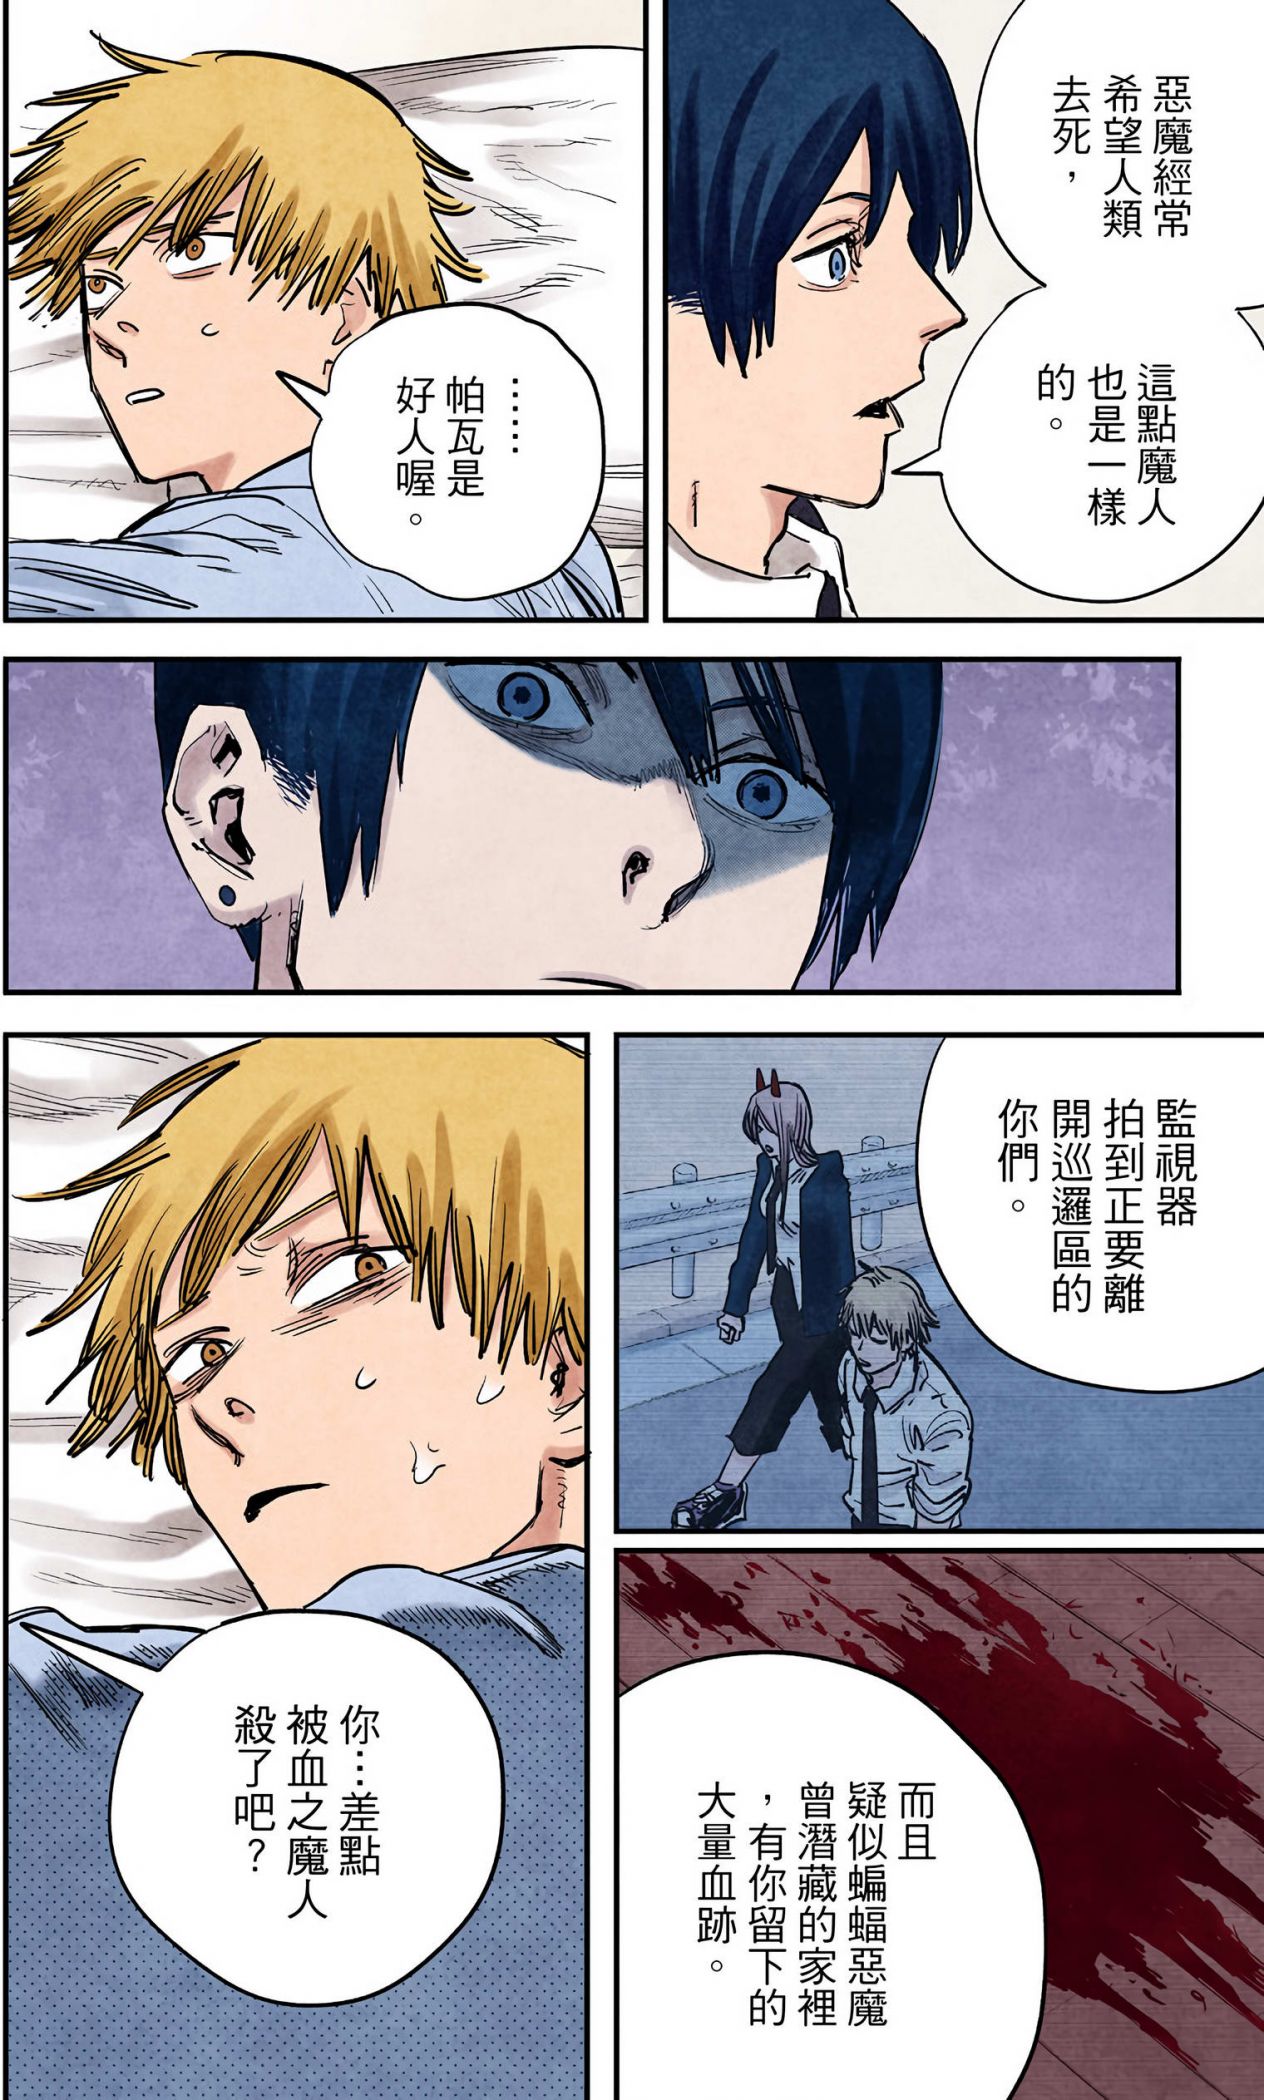 惡魔經常
希望人類
去死，
這點魔人
也是一樣
的。
……
帕瓦是
好人喔。
監視器
拍到正要離
開巡邏區的
你們。
而且
疑似蝙蝠惡魔
曾潛藏的家裡
，有你留下的
大量血跡。
你…差點
被血之魔人
殺了吧？